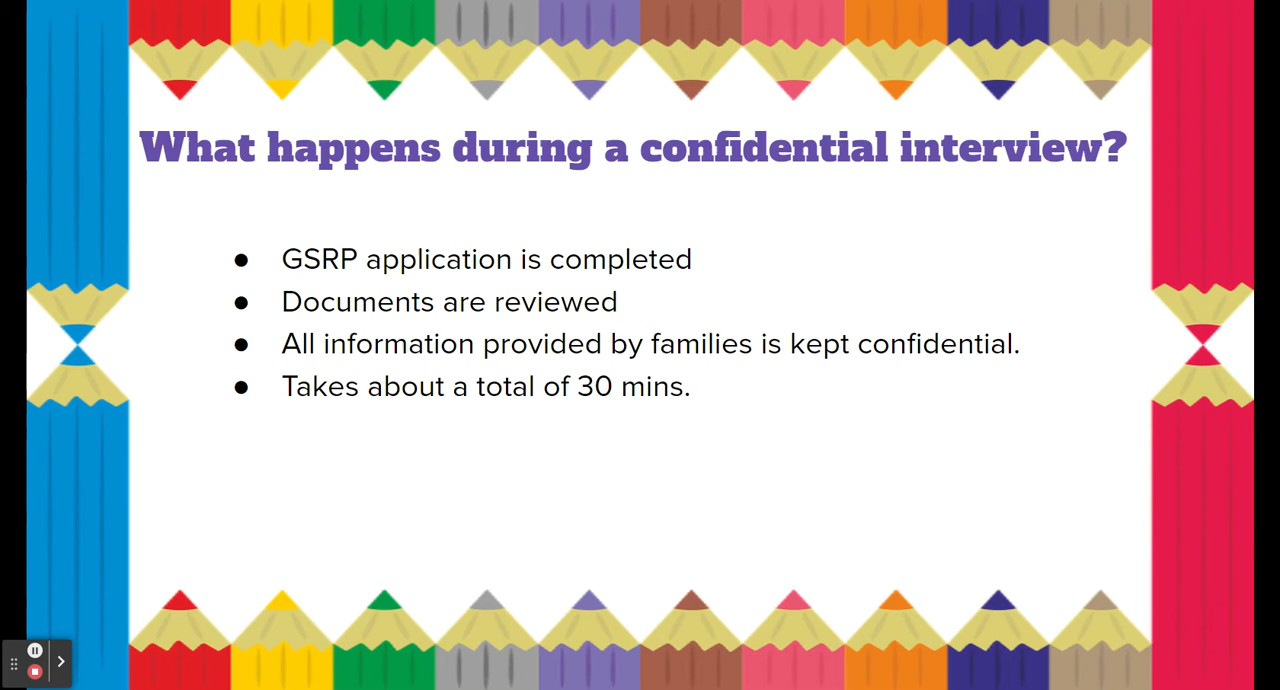 What happens during a confidential interview?
● GSRP application is completed
● Documents are reviewed
● All information provided by families is kept confidential.
● Takes about a total of 30 mins.